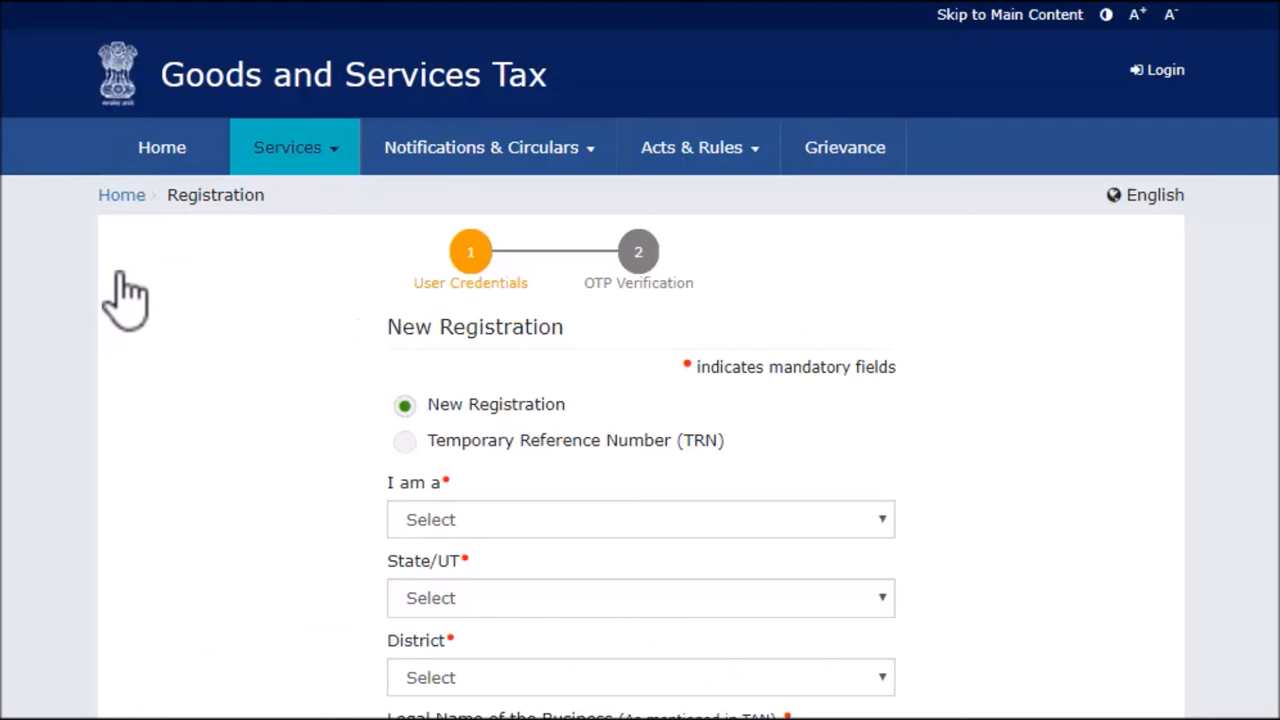 Skip to Main Content A+ A-
Goods and Services Tax
Login
Home Services Notifications & Circulars Acts & Rules Grievance
Home › Registration English
1 2
User Credentials OTP Verification
New Registration
• indicates mandatory fields
New Registration
Temporary Reference Number (TRN)
I am a•
Select
State/UT•
Select
District•
Select
Legal Name of the Business (As mentioned in TAN) •